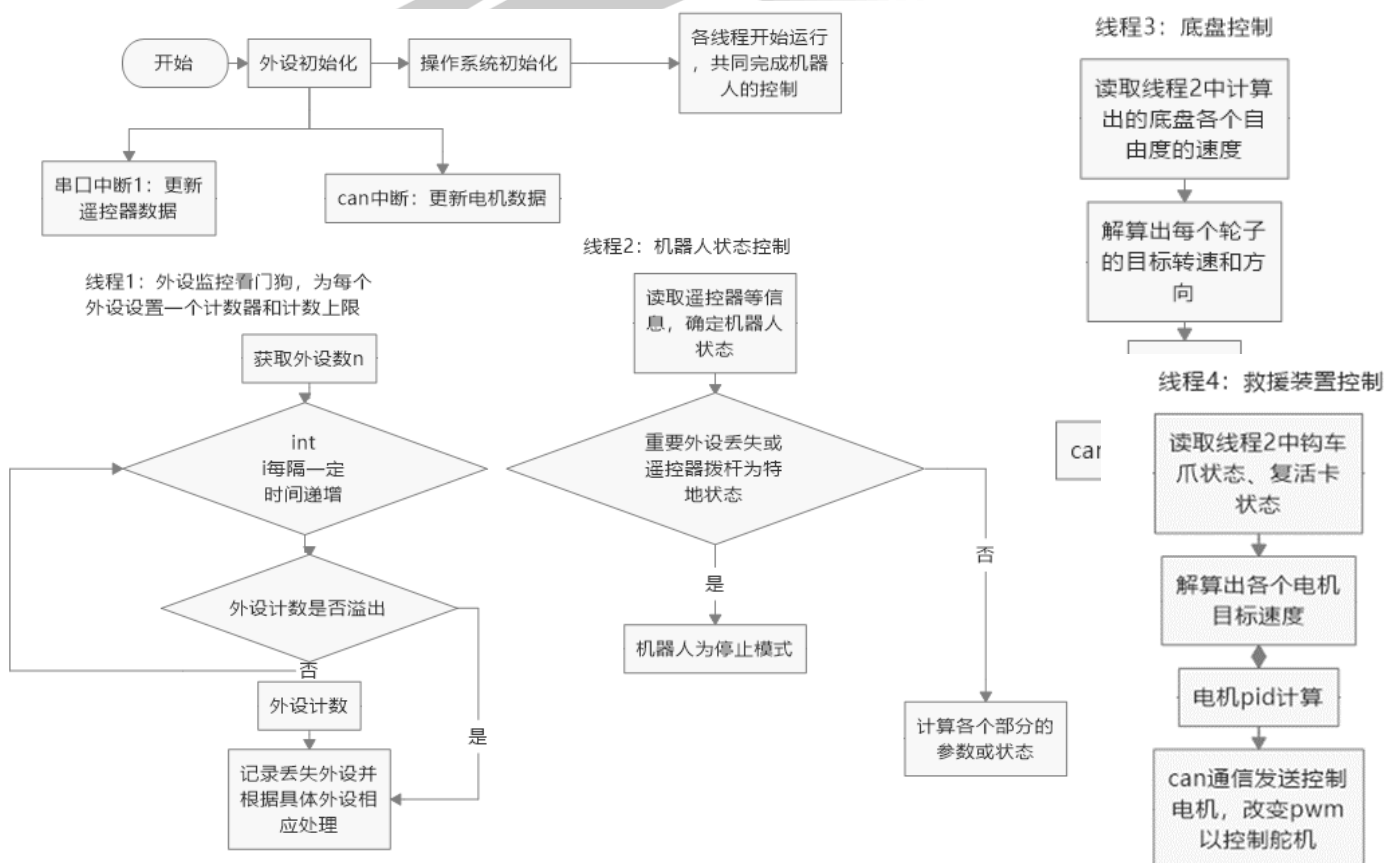 开始
外设初始化
操作系统初始化
各线程开始运行
，共同完成机器
人的控制
串口中断1：更新
遥控器数据
can中断：更新电机数据
线程1：外设监控看门狗，为每个
外设设置一个计数器和计数上限
获取外设数n
int
i每隔一定
时间递增
外设计数是否溢出
否
外设计数
是
记录丢失外设并
根据具体外设相
应处理
线程2：机器人状态控制
读取遥控器等信
息，确定机器人
状态
重要外设丢失或
遥控器拨杆为特
地状态
是
否
机器人为停止模式
计算各个部分的
参数或状态
线程3：底盘控制
读取线程2中计算
出的底盘各个自
由度的速度
解算出每个轮子
的目标转速和方
向
can
线程4：救援装置控制
读取线程2中钩车
爪状态、复活卡
状态
解算出各个电机
目标速度
电机pid计算
can通信发送控制
电机，改变pwm
以控制舵机